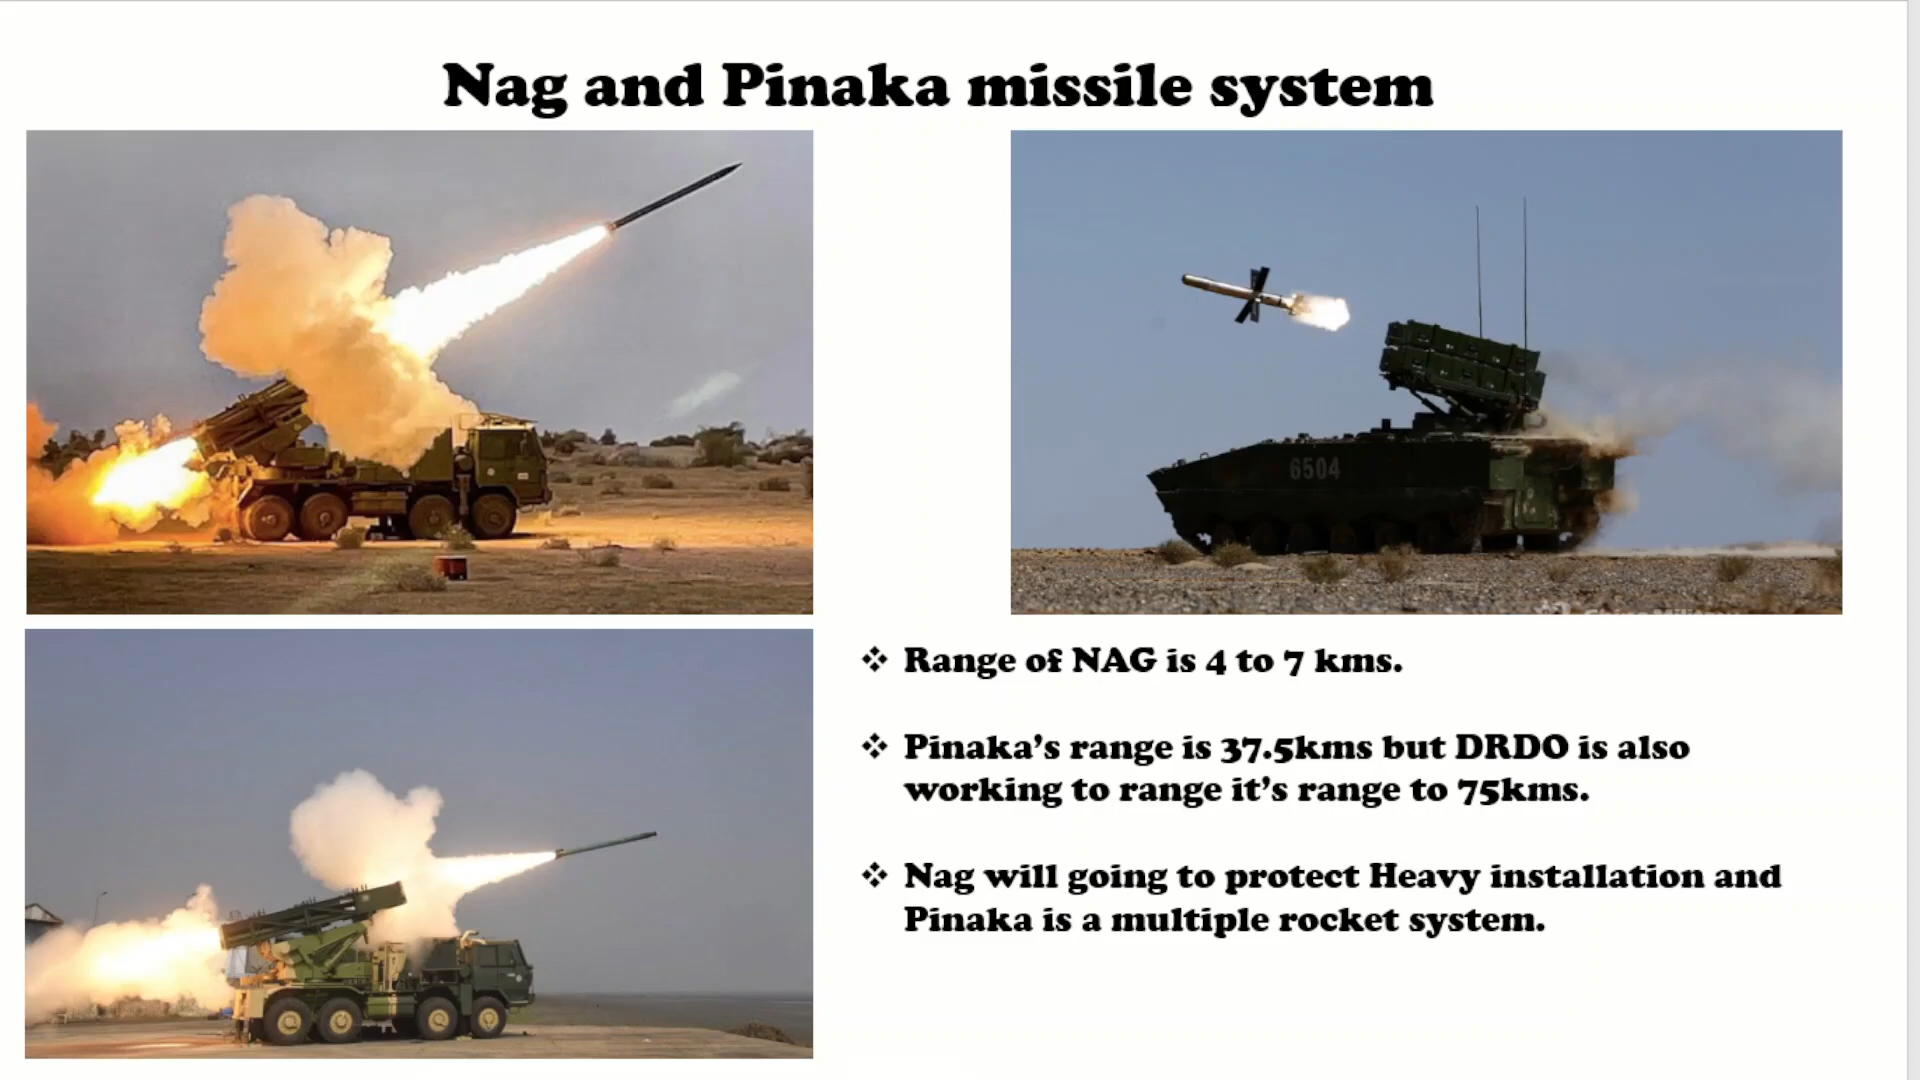 Nag and Pinaka missile system
6504
❖ Range of NAG is 4 to 7 kms.
❖ Pinaka’s range is 37.5kms but DRDO is also
working to range it’s range to 75kms.
❖ Nag will going to protect Heavy installation and
Pinaka is a multiple rocket system.